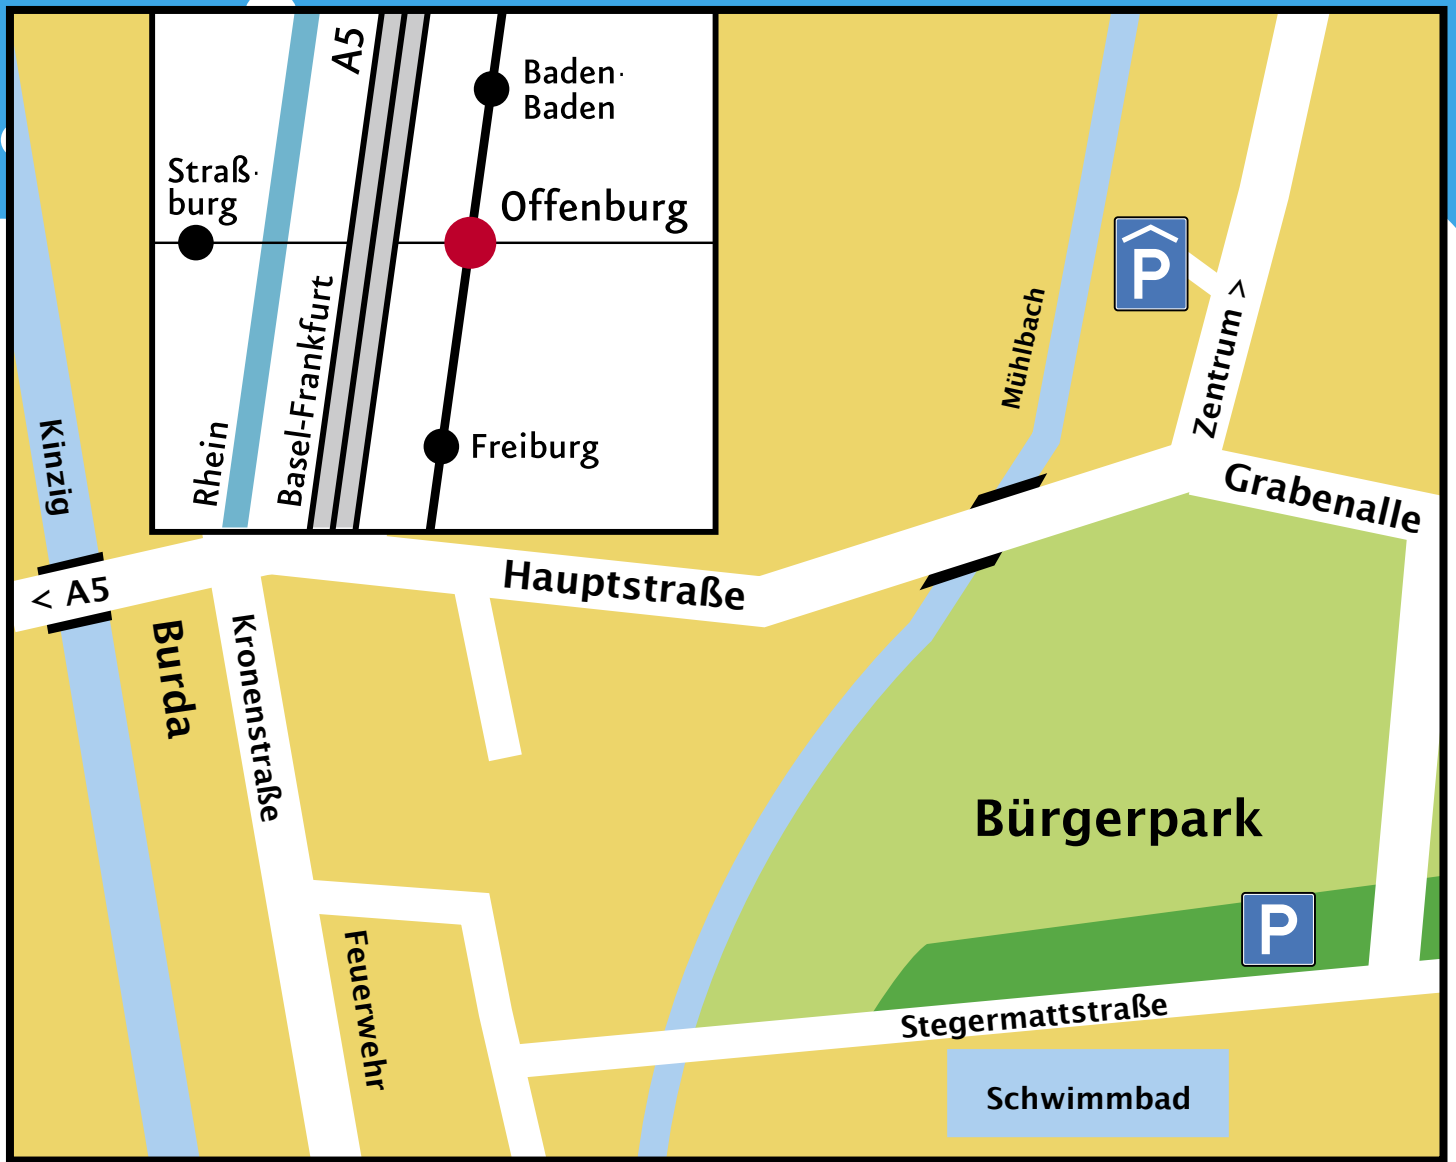 A5
Baden-
Baden
Straß-
burg
Offenburg
Basel-Frankfurt
Rhein
Freiburg
Mühlbach
P
Zentrum >
Kinzig
Grabenalle
< A5
Hauptstraße
Burda
Kronenstraße
Bürgerpark
P
Feuerwehr
Stegermattstraße
Schwimmbad